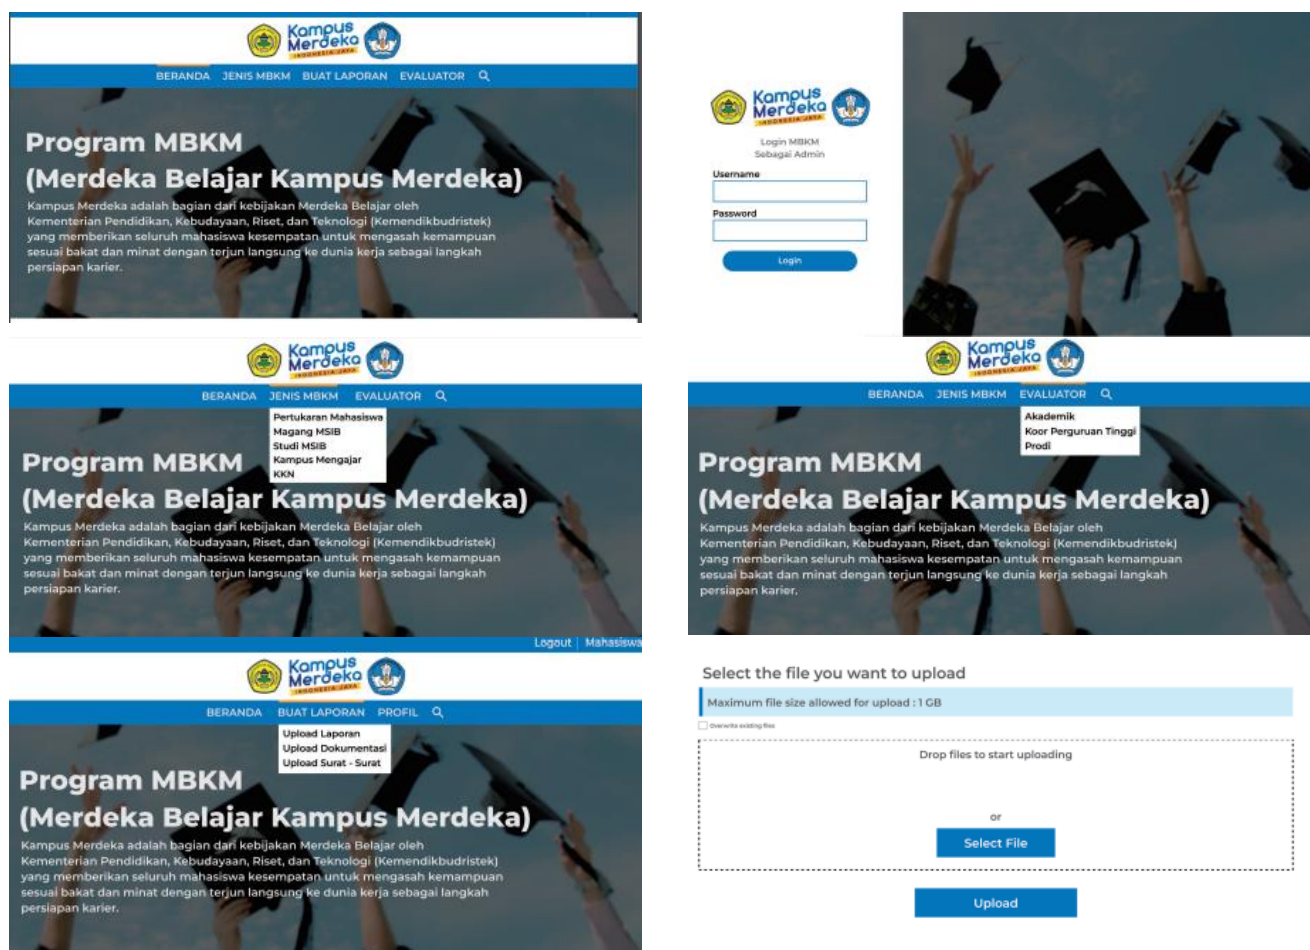 Kampus
Merdeka
INDONESIA JAYA
BERANDA JENIS MBKM BUAT LAPORAN EVALUATOR
Program MBKM
(Merdeka Belajar Kampus Merdeka)
Kampus Merdeka adalah bagian dari kebijakan Merdeka Belajar oleh
Kementerian Pendidikan, Kebudayaan, Riset, dan Teknologi (Kemendikbudristek)
yang memberikan seluruh mahasiswa kesempatan untuk mengasah kemampuan
sesuai bakat dan minat dengan terjun langsung ke dunia kerja sebagai langkah
persiapan karier.
Kampus
Merdeka
INDONESIA JAYA
Login MBKM
Sebagai Admin
Username
Password
Login
Kampus
Merdeka
INDONESIA JAYA
BERANDA JENIS MBKM EVALUATOR
Pertukaran Mahasiswa
Magang MSIB
Studi MSIB
Kampus Mengajar
KKN
Program MBKM
(Merdeka Belajar Kampus Merdeka)
Kampus Merdeka adalah bagian dari kebijakan Merdeka Belajar oleh
Kementerian Pendidikan, Kebudayaan, Riset, dan Teknologi (Kemendikbudristek)
yang memberikan seluruh mahasiswa kesempatan untuk mengasah kemampuan
sesuai bakat dan minat dengan terjun langsung ke dunia kerja sebagai langkah
persiapan karier.
Kampus
Merdeka
INDONESIA JAYA
BERANDA JENIS MBKM EVALUATOR
Akademik
Koor Perguruan Tinggi
Prodi
Program MBKM
(Merdeka Belajar Kampus Merdeka)
Kampus Merdeka adalah bagian dari kebijakan Merdeka Belajar oleh
Kementerian Pendidikan, Kebudayaan, Riset, dan Teknologi (Kemendikbudristek)
yang memberikan seluruh mahasiswa kesempatan untuk mengasah kemampuan
sesuai bakat dan minat dengan terjun langsung ke dunia kerja sebagai langkah
persiapan karier.
Logout | Mahasiswa
Kampus
Merdeka
INDONESIA JAYA
BERANDA BUAT LAPORAN PROFIL
Upload Laporan
Upload Dokumentasi
Upload Surat - Surat
Program MBKM
(Merdeka Belajar Kampus Merdeka)
Kampus Merdeka adalah bagian dari kebijakan Merdeka Belajar oleh
Kementerian Pendidikan, Kebudayaan, Riset, dan Teknologi (Kemendikbudristek)
yang memberikan seluruh mahasiswa kesempatan untuk mengasah kemampuan
sesuai bakat dan minat dengan terjun langsung ke dunia kerja sebagai langkah
persiapan karier.
Select the file you want to upload
Maximum file size allowed for upload : 1 GB
Overwrite existing files
Drop files to start uploading
or
Select File
Upload